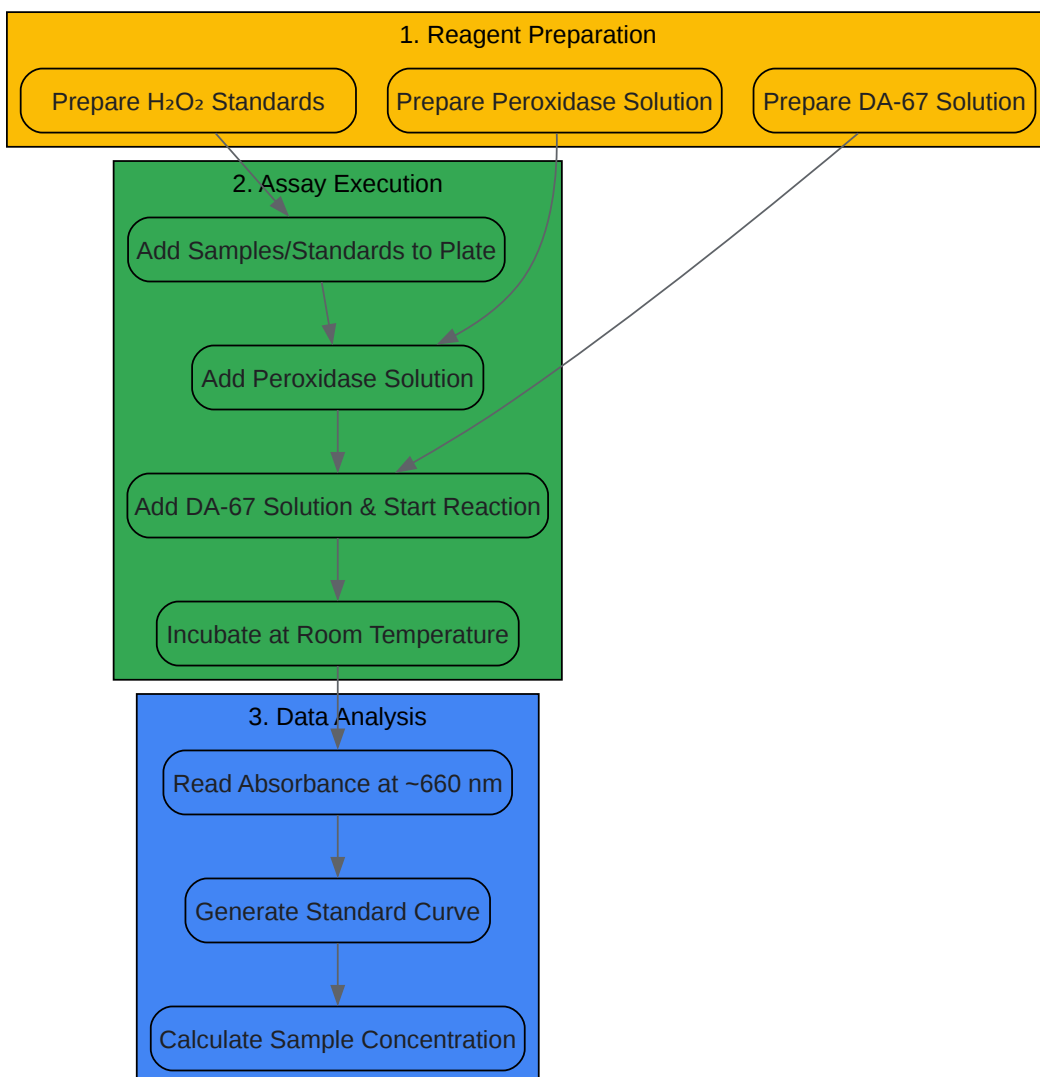 1. Reagent Preparation
Prepare H₂O₂ Standards
Prepare Peroxidase Solution
Prepare DA-67 Solution
2. Assay Execution
Add Samples/Standards to Plate
Add Peroxidase Solution
Add DA-67 Solution & Start Reaction
Incubate at Room Temperature
3. Data Analysis
Read Absorbance at ~660 nm
Generate Standard Curve
Calculate Sample Concentration